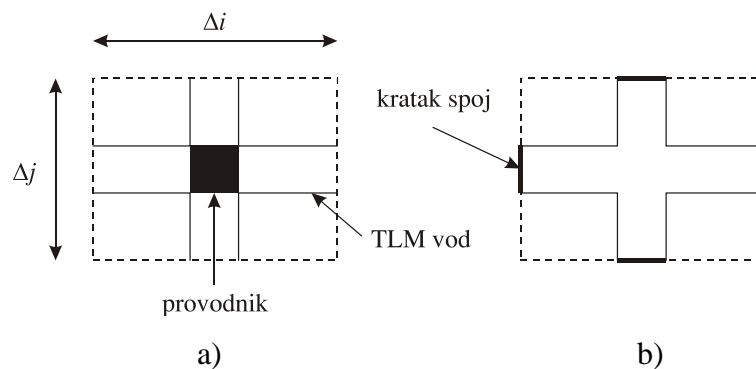 Δi
kratak spoj
Δj
TLM vod
provodnik
a)
b)